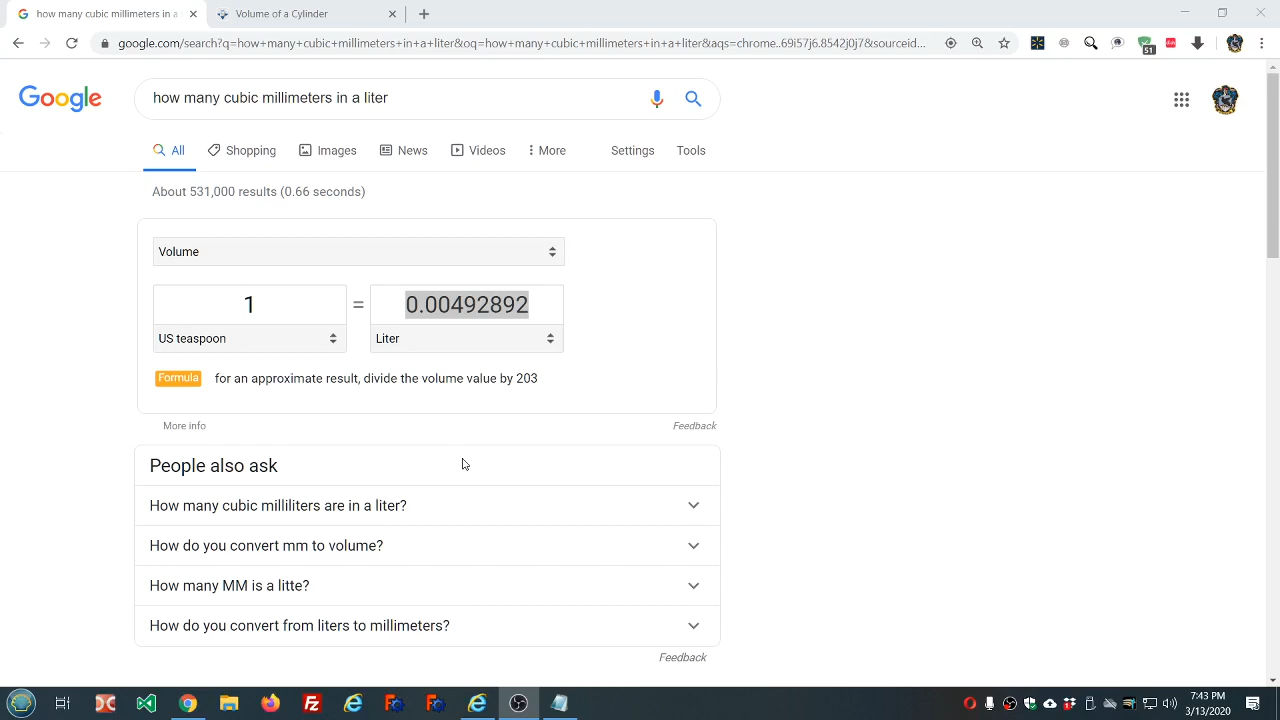 how many cubic millimeters in a
Volume of a Cylinder
google.com/search?q=how+many+cubic+millimeters+in+a+liter&oq=how+many+cubic+millimeters+in+a+liter&aqs=chrome..69i57j6.8542j0j7&sourceid...
51
Google
how many cubic millimeters in a liter
All
Shopping
Images
News
Videos
More
Settings
Tools
About 531,000 results (0.66 seconds)
Volume
1 = 0.00492892
US teaspoon
Liter
Formula for an approximate result, divide the volume value by 203
More info
Feedback
People also ask
How many cubic milliliters are in a liter?
How do you convert mm to volume?
How many MM is a litte?
How do you convert from liters to millimeters?
Feedback
7:43 PM
3/13/2020